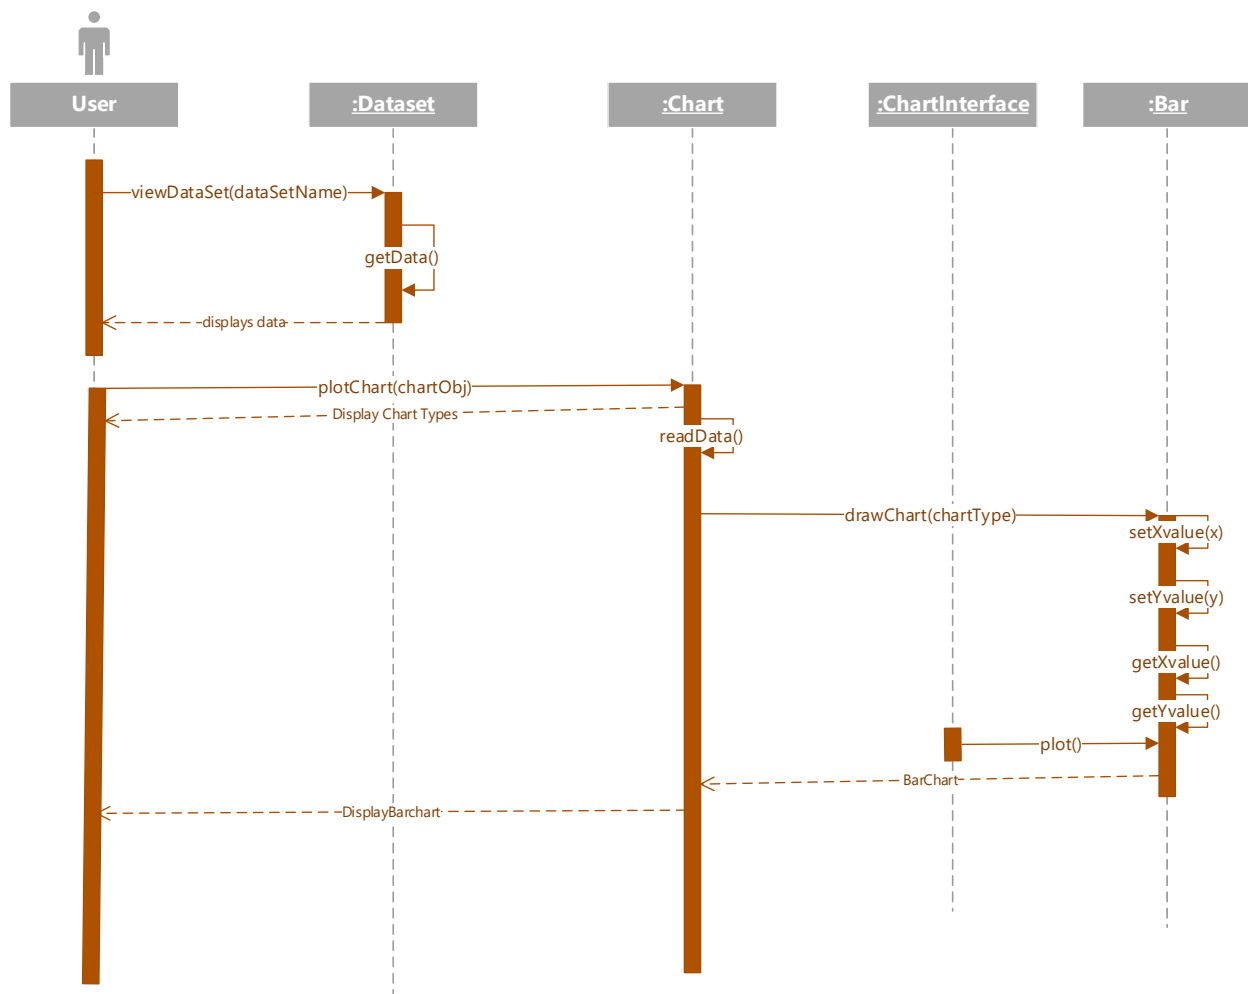 User
:Dataset
:Chart
:ChartInterface
:Bar
viewDataSet(dataSetName)
getData()
displays data
plotChart(chartObj)
Display Chart Types
readData()
drawChart(chartType)
setXvalue(x)
setYvalue(y)
getXvalue()
getYvalue()
plot()
BarChart
DisplayBarchart